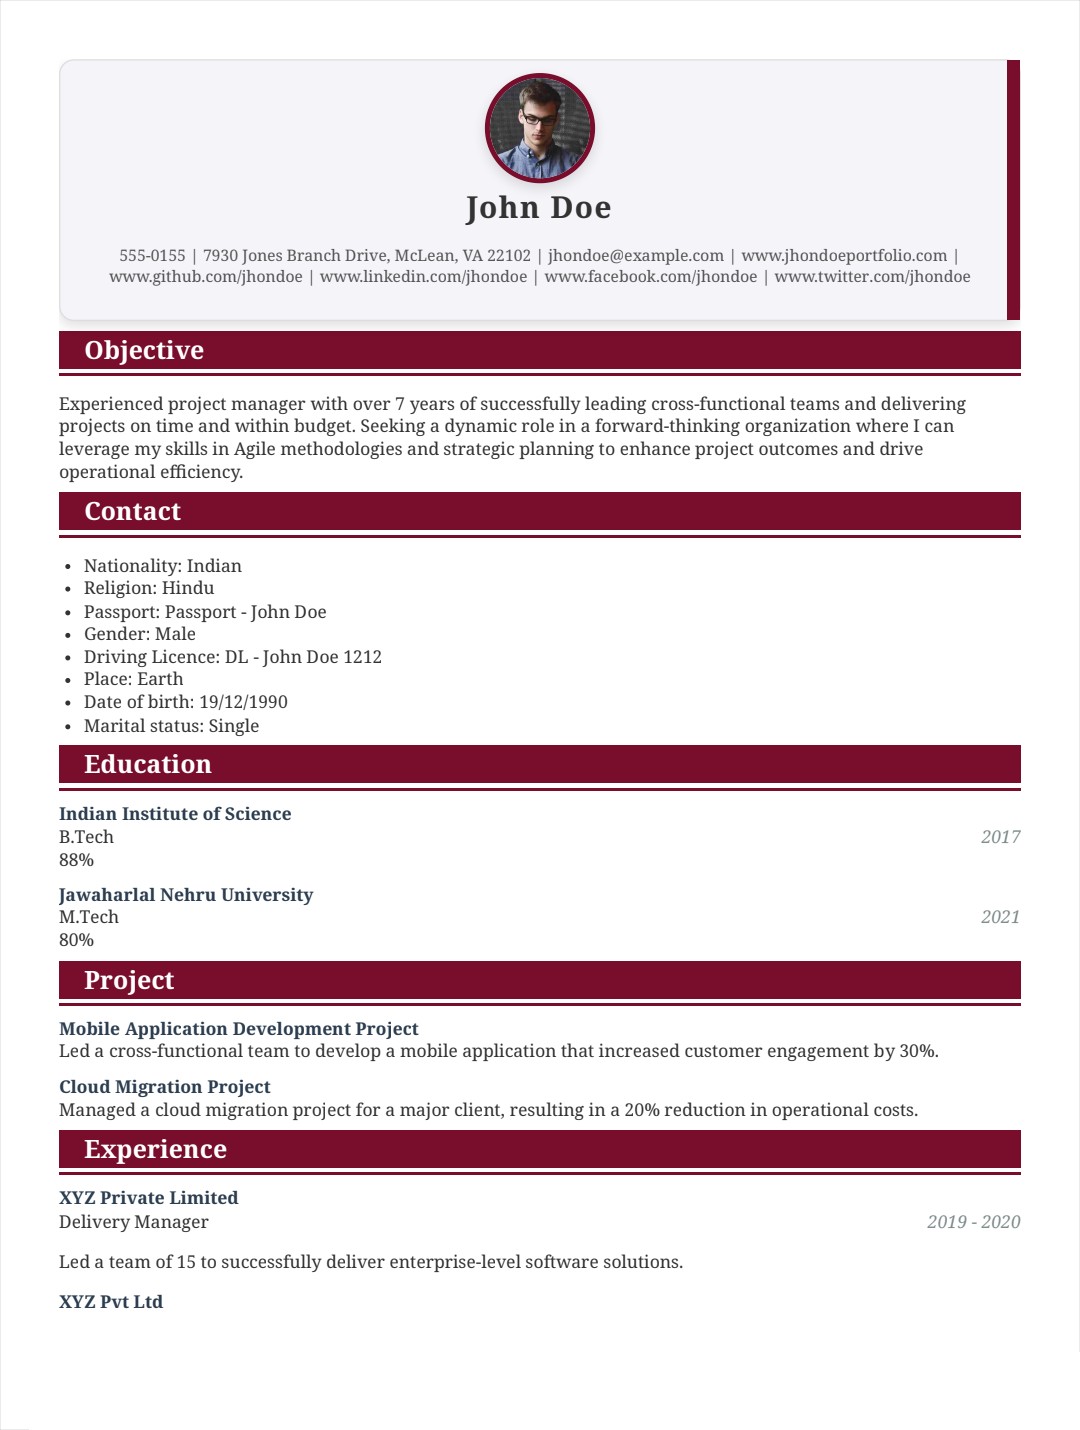 John Doe
555-0155 | 7930 Jones Branch Drive, McLean, VA 22102 | jhondoe@example.com | www.jhondoeportfolio.com |
www.github.com/jhondoe | www.linkedin.com/jhondoe | www.facebook.com/jhondoe | www.twitter.com/jhondoe
Objective
Experienced project manager with over 7 years of successfully leading cross-functional teams and delivering
projects on time and within budget. Seeking a dynamic role in a forward-thinking organization where I can
leverage my skills in Agile methodologies and strategic planning to enhance project outcomes and drive
operational efficiency.
Contact
• Nationality: Indian
• Religion: Hindu
• Passport: Passport - John Doe
• Gender: Male
• Driving Licence: DL - John Doe 1212
• Place: Earth
• Date of birth: 19/12/1990
• Marital status: Single
Education
Indian Institute of Science
B.Tech 2017
88%
Jawaharlal Nehru University
M.Tech 2021
80%
Project
Mobile Application Development Project
Led a cross-functional team to develop a mobile application that increased customer engagement by 30%.
Cloud Migration Project
Managed a cloud migration project for a major client, resulting in a 20% reduction in operational costs.
Experience
XYZ Private Limited
Delivery Manager 2019 - 2020
Led a team of 15 to successfully deliver enterprise-level software solutions.
XYZ Pvt Ltd